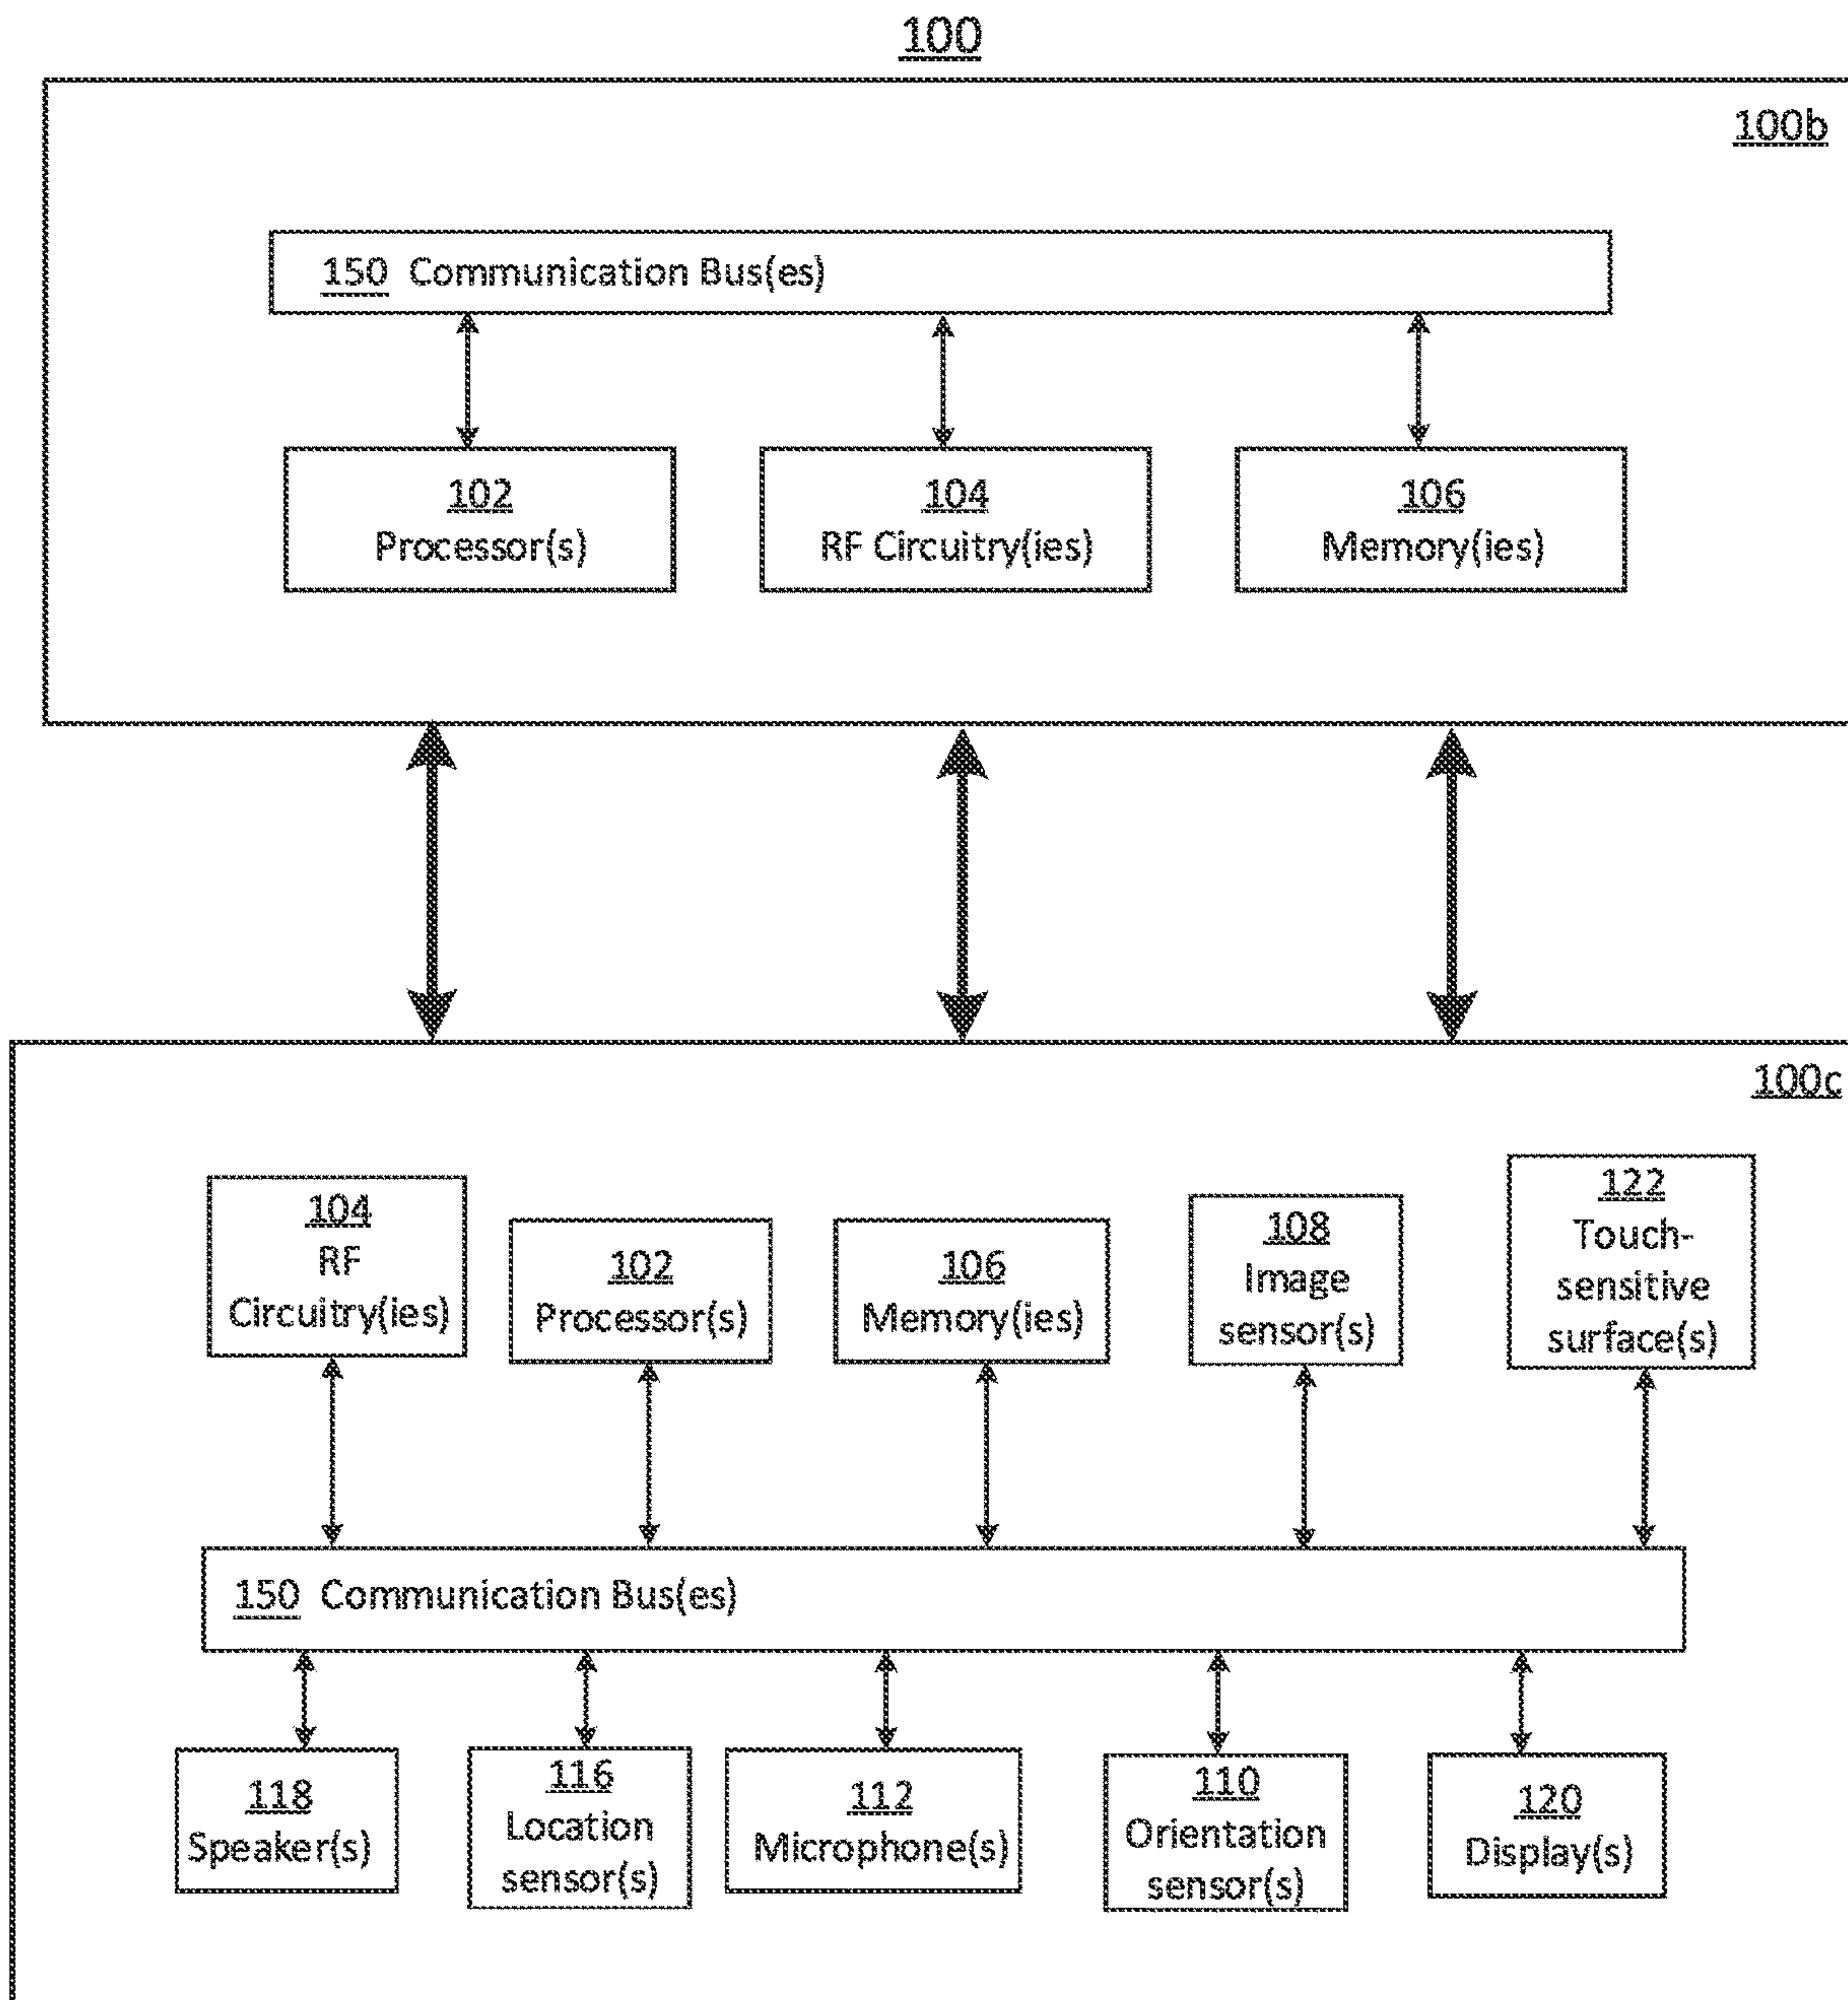 100
100b
150 Communication Bus(es)
102
Processor(s)
104
RF Circuitry(ies)
106
Memory(ies)
100c
104
RF
Circuitry(ies)
102
Processor(s)
106
Memory(ies)
108
Image
sensor(s)
122
Touch-
sensitive
surface(s)
150 Communication Bus(es)
118
Speaker(s)
116
Location
sensor(s)
112
Microphone(s)
110
Orientation
sensor(s)
120
Display(s)